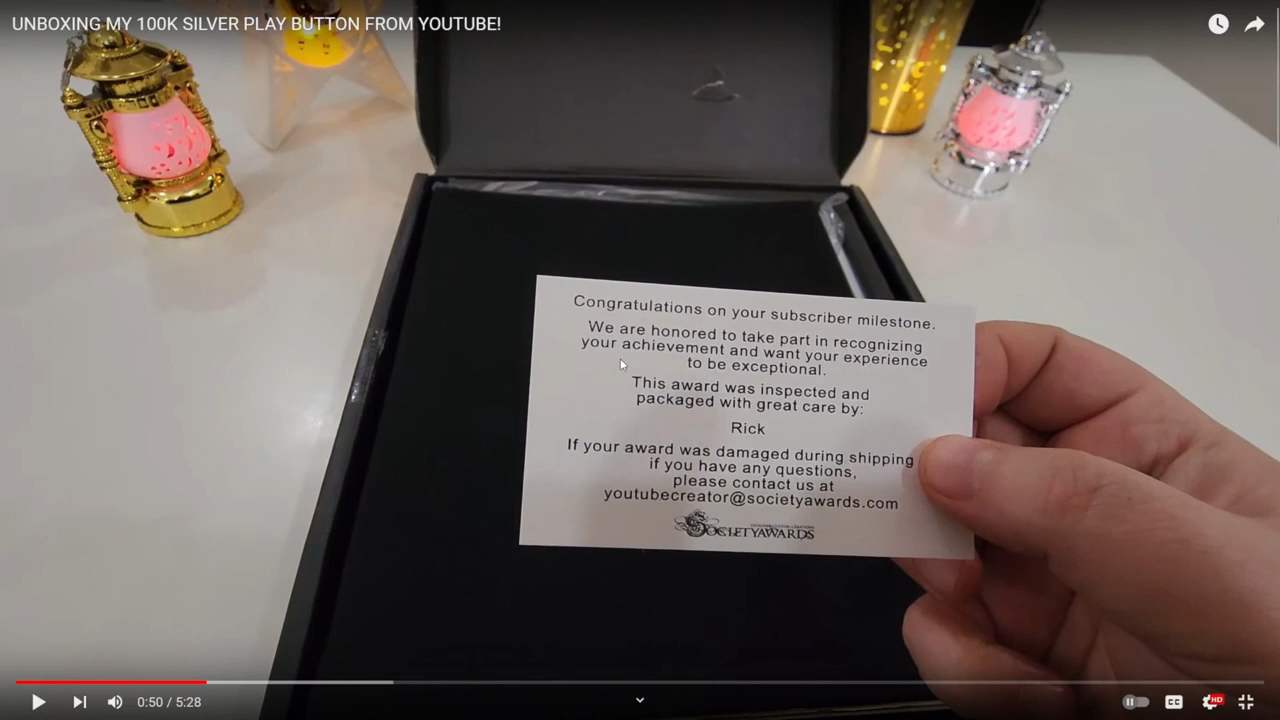 UNBOXING MY 100K SILVER PLAY BUTTON FROM YOUTUBE!
Congratulations on your subscriber milestone.
We are honored to take part in recognizing
your achievement and want your experience
to be exceptional.
This award was inspected and
packaged with great care by:
Rick
If your award was damaged during shipping
if you have any questions,
please contact us at
youtubecreator@societyawards.com
SOCIETYAWARDS
0:50 / 5:28
CC
HD